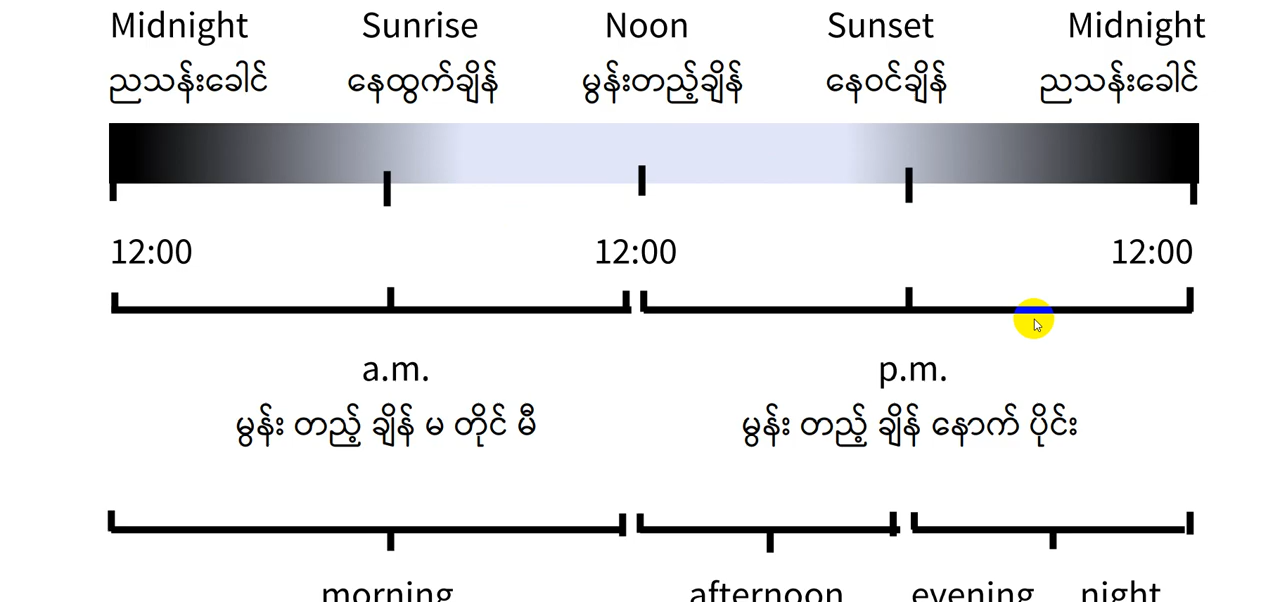 Midnight Sunrise Noon Sunset Midnight
ညသန်းခေါင် နေထွက်ချိန် မွန်းတည့်ချိန် နေဝင်ချိန် ညသန်းခေါင်
12:00 12:00 12:00
a.m. p.m.
မွန်း တည့် ချိန် မ တိုင် မီ မွန်း တည့် ချိန် နောက် ပိုင်း
morning afternoon evening night